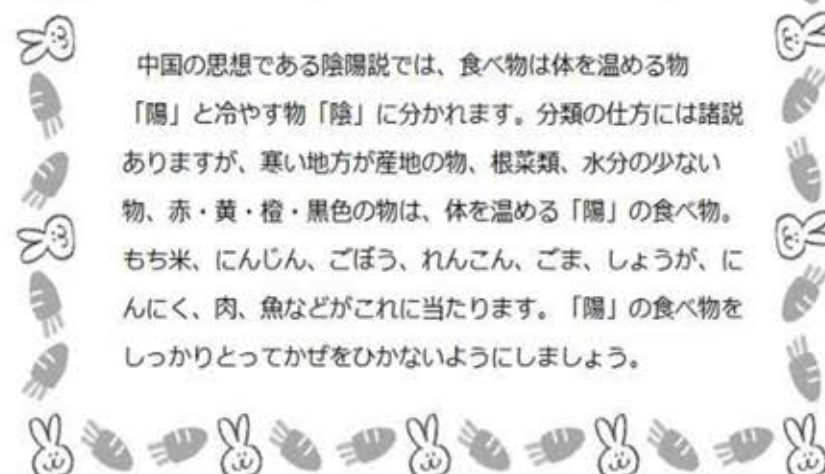 中国の思想である陰陽説では、食べ物は体を温める物
「陽」と冷やす物「陰」に分かれます。分類の仕方には諸説
ありますが、寒い地方が産地の物、根菜類、水分の少ない
物、赤・黄・橙・黒色の物は、体を温める「陽」の食べ物。
もち米、にんじん、ごぼう、れんこん、ごま、しょうが、に
んにく、肉、魚などがこれに当たります。「陽」の食べ物を
しっかりとってかぜをひかないようにしましょう。